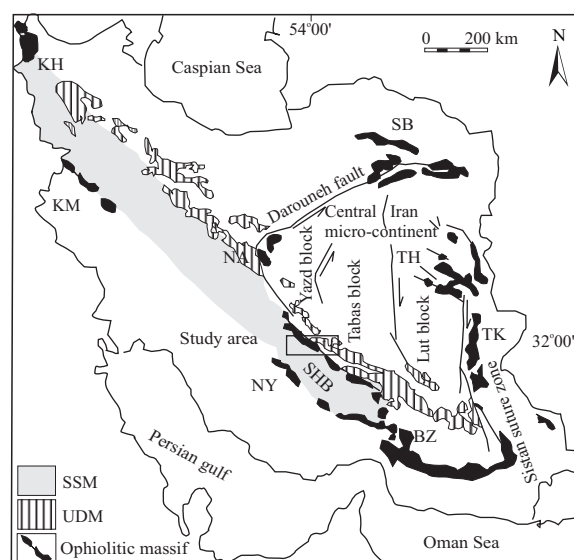 54°00'
0 200 km
N
KH
Caspian Sea
SB
Darouneh fault
KM
Central Iran
micro-continent
NA
Yazd block
TH
Tabas block
Lut block
Study area
TK
32°00'
SHB
NY
BZ
Sistan suture zone
Persian gulf
SSM
UDM
Ophiolitic massif
Oman Sea